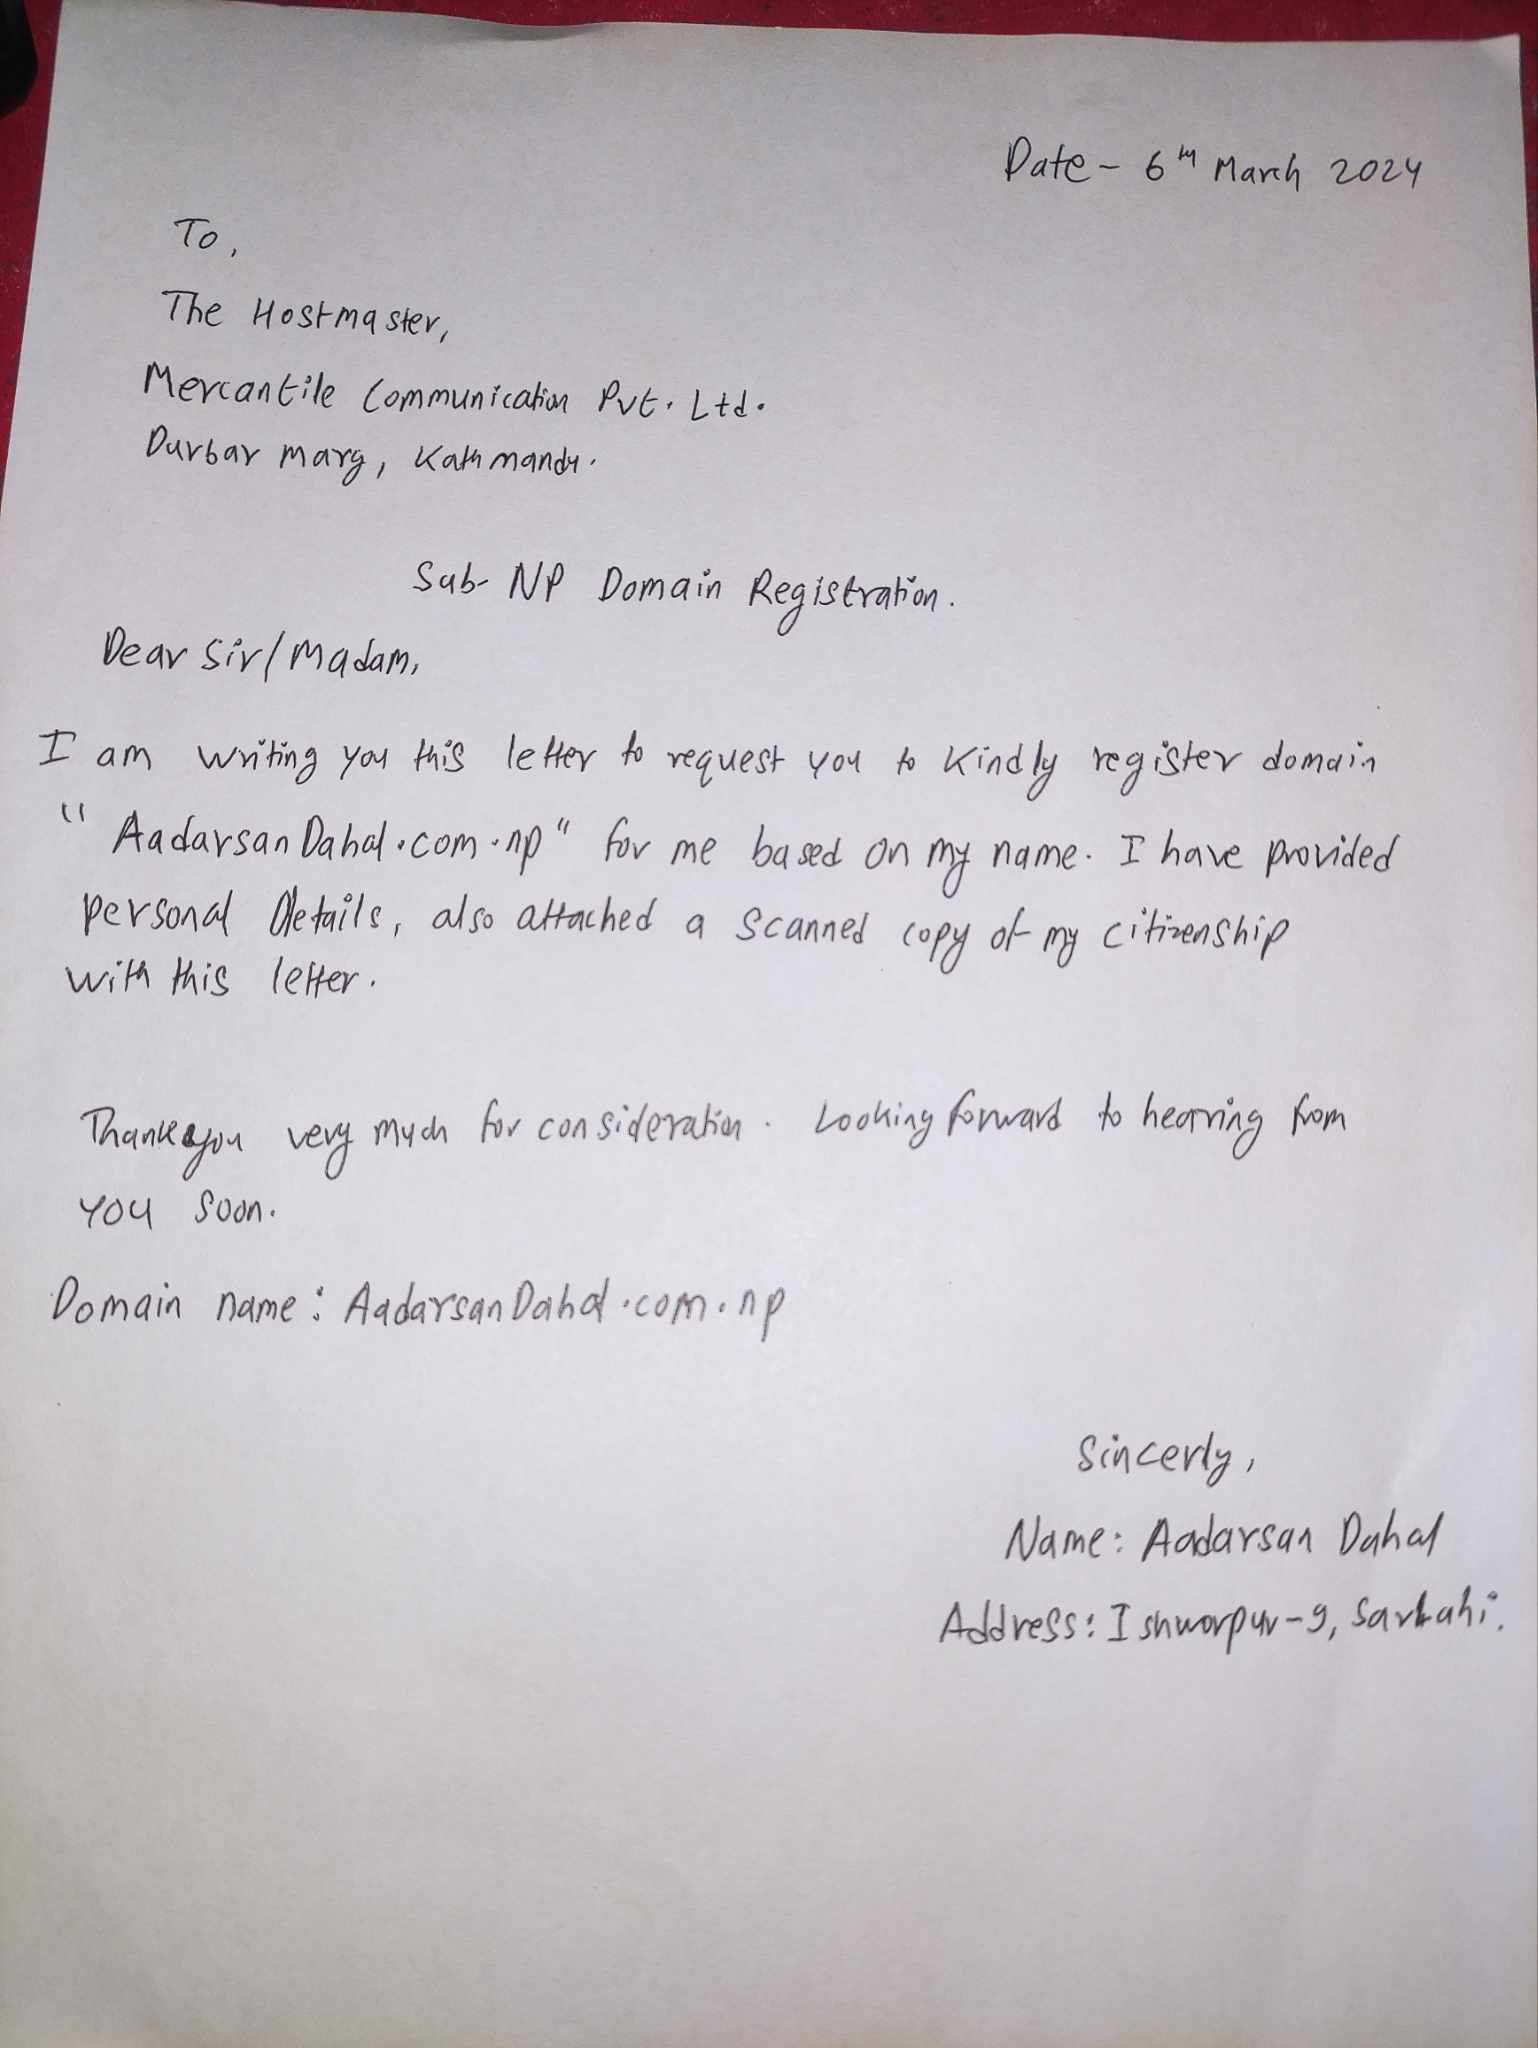 Date - 6th March 2024
To,
The Hostmaster,
Mercantile Communication Pvt. Ltd.
Durbar Marg, Kathmandu.
Sub- NP Domain Registration.
Dear Sir/Madam,
I am writing you this letter to request you to kindly register domain
"AadarsanDahal.com.np" for me based on my name. I have provided
personal Details, also attached a scanned copy of my citizenship
with this letter.
Thank you very much for consideration. Looking forward to hearing from
you soon.
Domain name: AadarsanDahal.com.np
Sincerly,
Name: Aadarsan Dahal
Address: Ishworpur-9, Sarlahi.